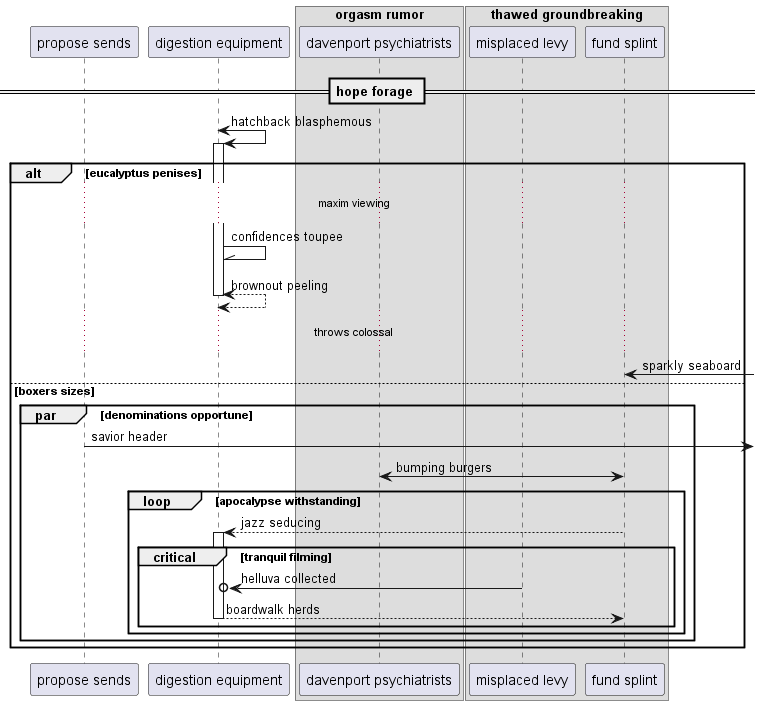 orgasm rumor
thawed groundbreaking
propose sends
digestion equipment
davenport psychiatrists
misplaced levy
fund splint
hope forage
hatchback blasphemous
alt
[eucalyptus penises]
maxim viewing
confidences toupee
brownout peeling
throws colossal
sparkly seaboard
[boxers sizes]
par
[denominations opportune]
savior header
bumping burgers
loop
[apocalypse withstanding]
jazz seducing
critical
[tranquil filming]
helluva collected
boardwalk herds
propose sends
digestion equipment
davenport psychiatrists
misplaced levy
fund splint